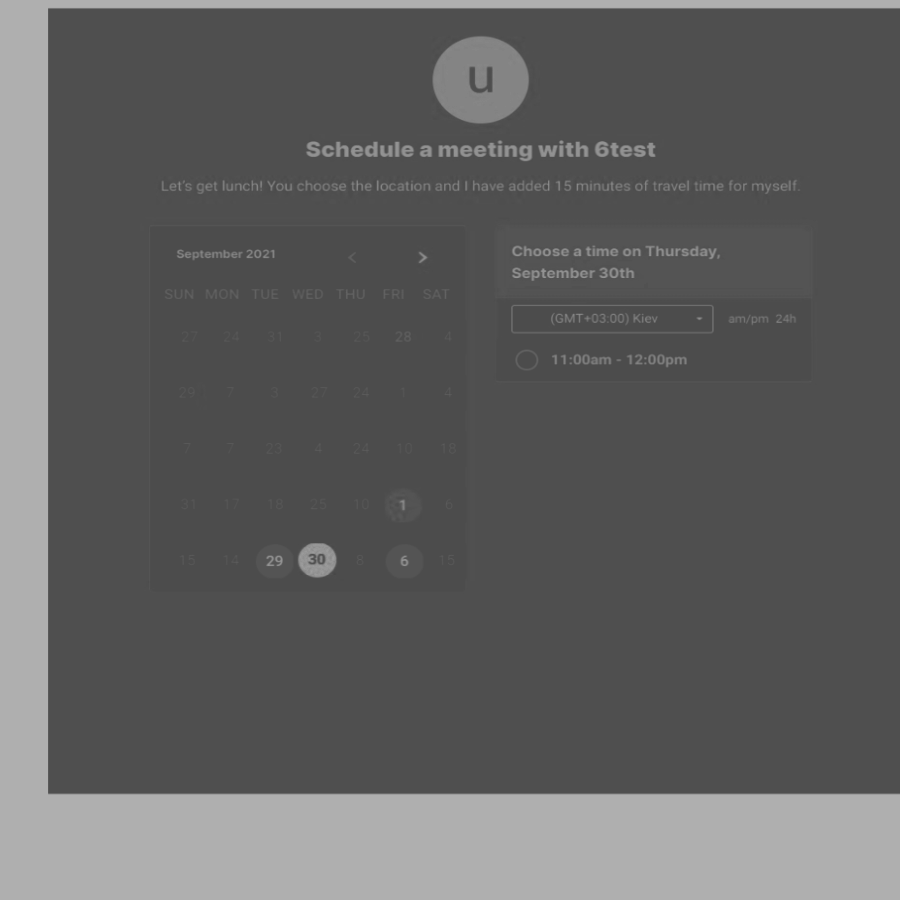 u
Schedule a meeting with 6test
Let's get lunch! You choose the location and I have added 15 minutes of travel time for myself.
September 2021 < >
SUN MON TUE WED THU FRI SAT
27 24 31 3 25 28 4
29 7 3 27 24 1 4
7 7 23 4 24 10 18
31 17 18 25 10 1 6
15 14 29 30 8 6 15
Choose a time on Thursday,
September 30th
(GMT+03:00) Kiev am/pm 24h
11:00am - 12:00pm